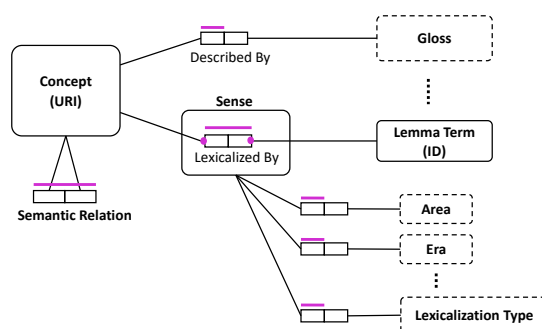 Gloss
Described By
Concept
(URI)
Sense
Lexicalized By
Lemma Term
(ID)
Semantic Relation
Area
Era
Lexicalization Type